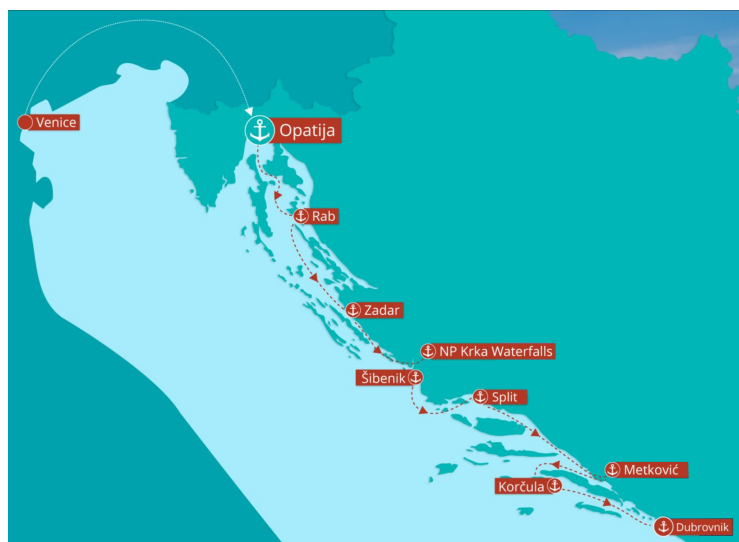 Venice
Opatija
Rab
Zadar
NP Krka Waterfalls
Šibenik
Split
Metković
Korčula
Dubrovnik